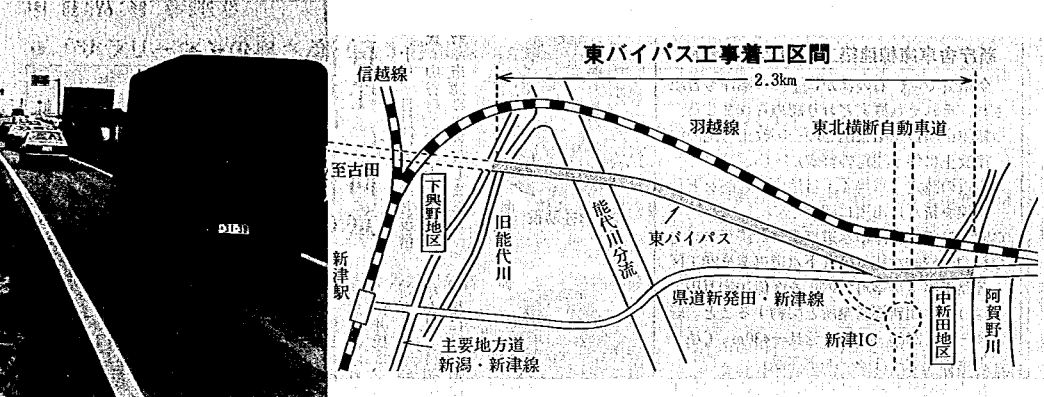 東バイパス工事着工区間
2.3km
信越線
羽越線
東北横断自動車道
至古田
下興野地区
旧能代川
能代川分流
東バイパス
新津駅
県道新発田・新津線
新津IC
中新田地区
阿賀野川
主要地方道
新潟・新津線